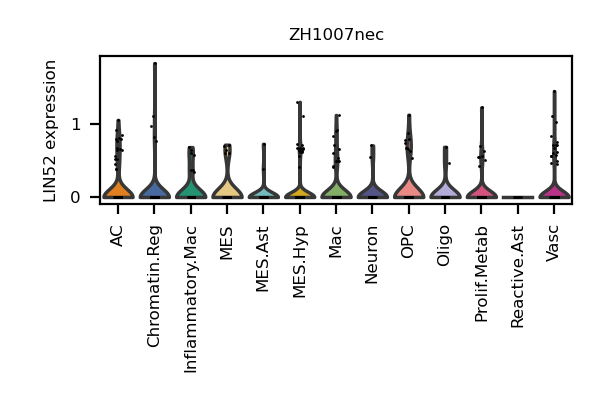 ZH1007nec
LIN52 expression
1
0
AC
Chromatin.Reg
Inflammatory.Mac
MES
MES.Ast
MES.Hyp
Mac
Neuron
OPC
Oligo
Prolif.Metab
Reactive.Ast
Vasc